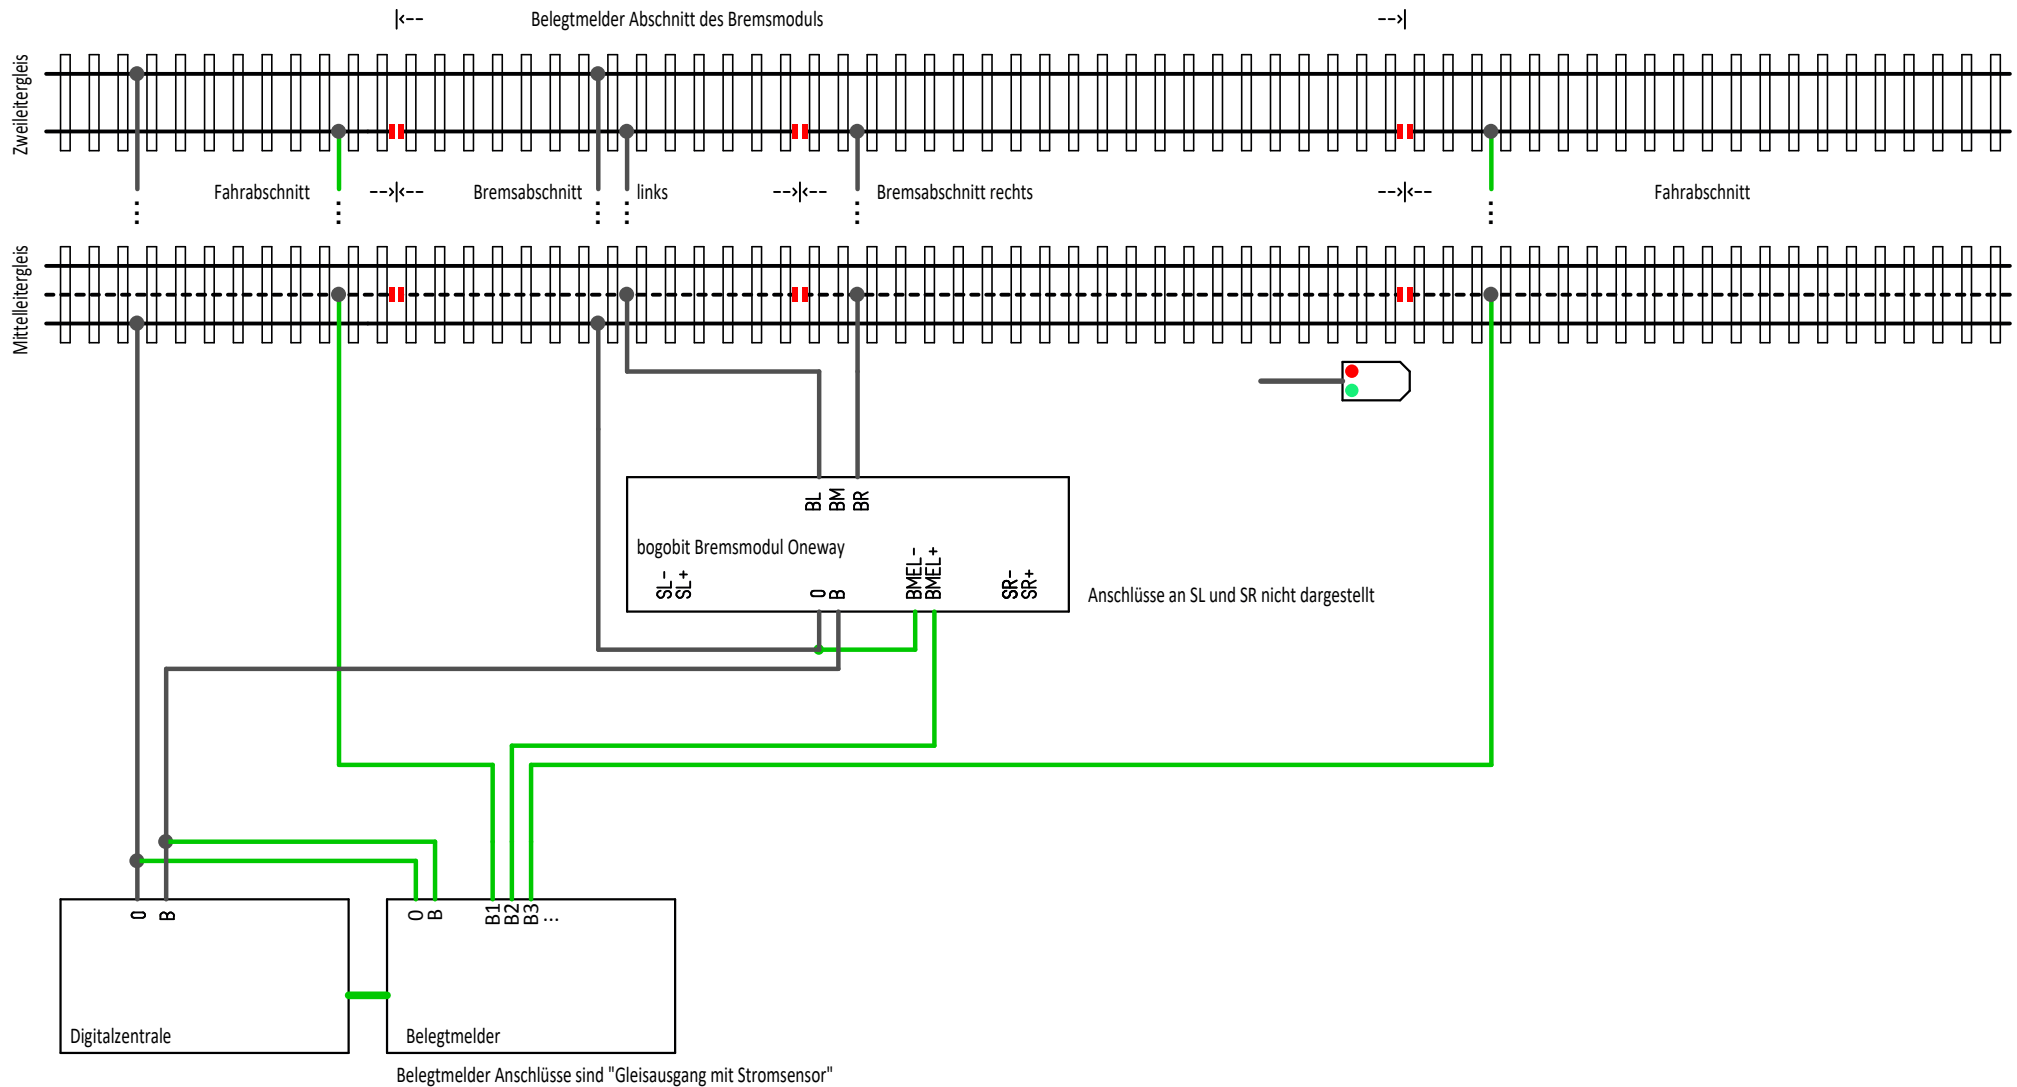 |<-- Belegtmelder Abschnitt des Bremsmoduls -->|
Zweileitergleis
Fahrabschnitt -->|<-- Bremsabschnitt links -->|<-- Bremsabschnitt rechts -->|<-- Fahrabschnitt
Mittelleitergleis
BL BM BR
bogobit Bremsmodul Oneway
SL- SL+ 0 B BMEL- BMEL+ SR- SR+
Anschlüsse an SL und SR nicht dargestellt
0 B
0 B B1 B2 B3 ...
Digitalzentrale
Belegtmelder
Belegtmelder Anschlüsse sind "Gleisausgang mit Stromsensor"